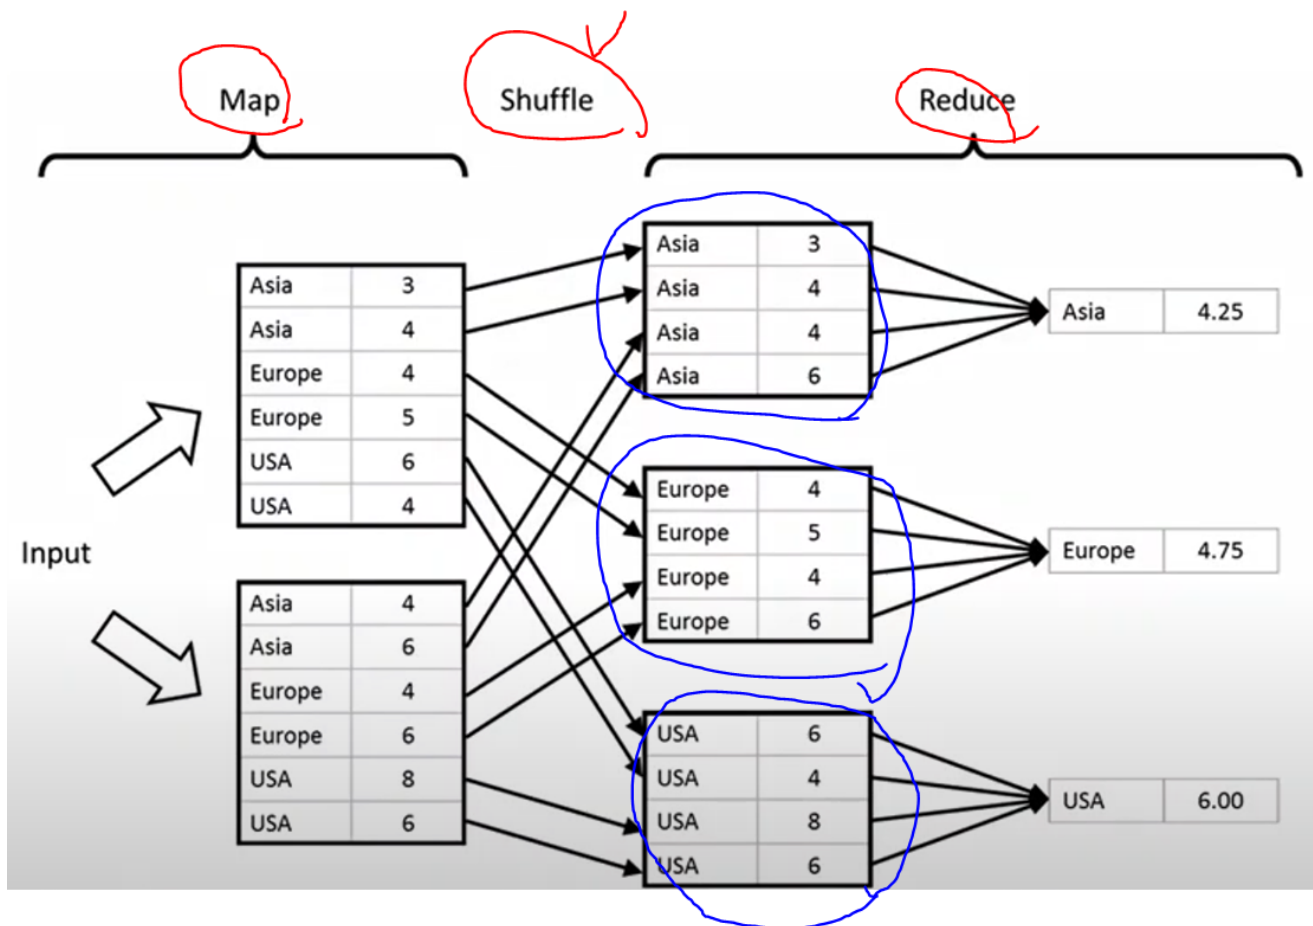 Map Shuffle Reduce
Asia 3
Asia 4
Europe 4
Europe 5
USA 6
USA 4
Input
Asia 4
Asia 6
Europe 4
Europe 6
USA 8
USA 6
Asia 3
Asia 4
Asia 4
Asia 6
Europe 4
Europe 5
Europe 4
Europe 6
USA 6
USA 4
USA 8
USA 6
Asia 4.25
Europe 4.75
USA 6.00